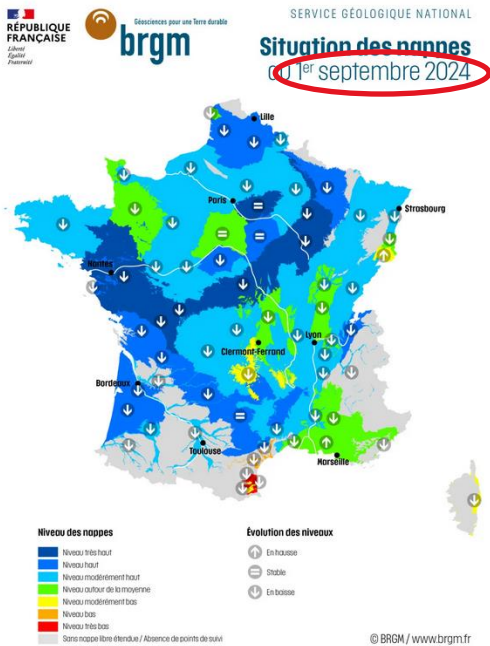 RÉPUBLIQUE
FRANÇAISE
Liberté
Égalité
Fraternité
Géosciences pour une Terre durable
brgm
SERVICE GÉOLOGIQUE NATIONAL
Situation des nappes
au 1er septembre 2024
Lille
Paris
Strasbourg
Nantes
Lyon
Clermont-Ferrand
Bordeaux
Toulouse
Marseille
Niveau des nappes
Niveau très haut
Niveau haut
Niveau modérément haut
Niveau autour de la moyenne
Niveau modérément bas
Niveau bas
Niveau très bas
Sans nappe libre étendue / Absence de points de suivi
Évolution des niveaux
En hausse
Stable
En baisse
© BRGM / www.brgm.fr